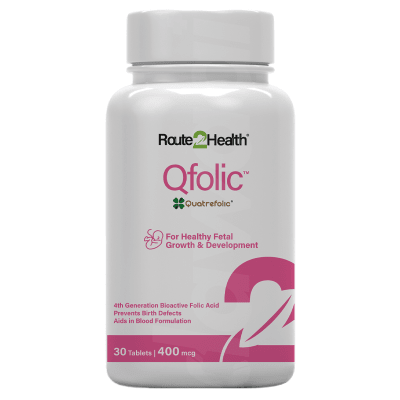 Route2Health®
Qfolic™
Quatrefolic®
For Healthy Fetal
Growth & Development
4th Generation Bioactive Folic Acid
Prevents Birth Defects
Aids in Blood Formulation
2
30 Tablets | 400 mcg